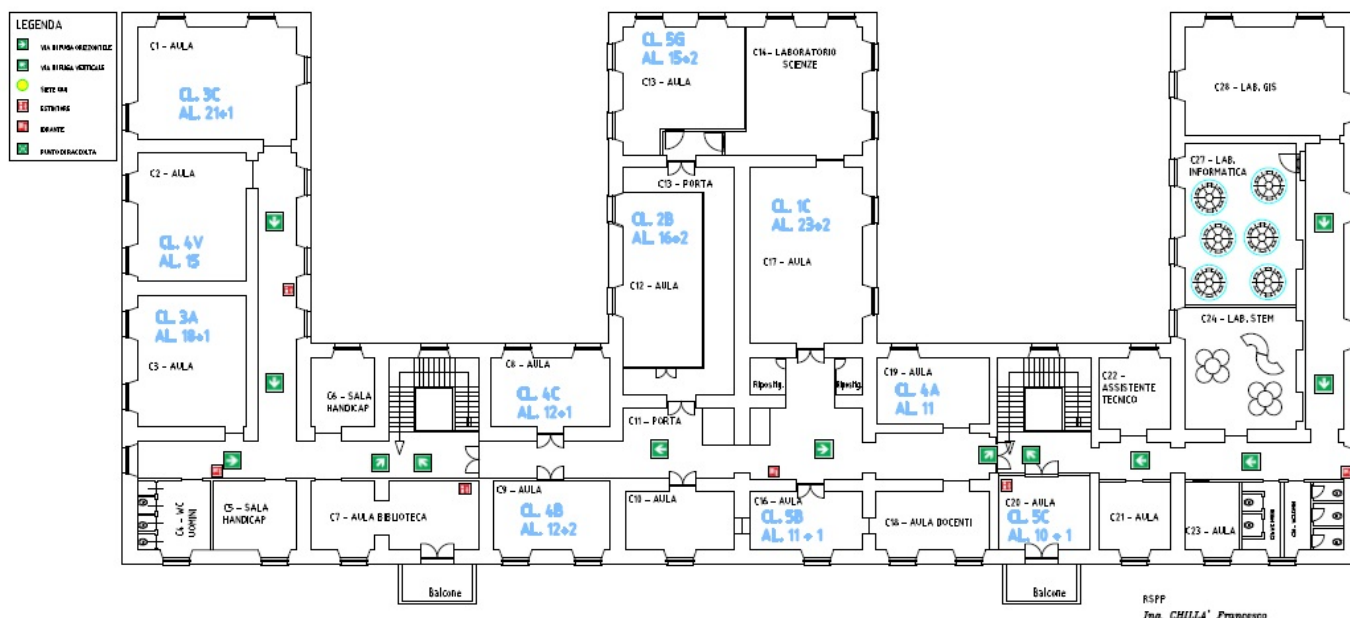 LEGENDA
VIA DI FUGA ORIZZONTELE
VIA DI FUGA VERTICALE
SIETE QUI
ESTINTORE
IDRANTE
PUNTO DI RACCOLTA
C1 - AULA
CL. 3C
AL. 21+1
C2 - AULA
CL. 4V
AL. 15
CL. 3A
AL. 18+1
C3 - AULA
C6 - SALA
HANDICAP
C4 - WC
UOMINI
C5 - SALA
HANDICAP
C7 - AULA BIBLIOTECA
Balcone
C8 - AULA
CL. 4C
AL. 12+1
C9 - AULA
CL. 4B
AL. 12+2
CL. 5G
AL. 15+2
C13 - AULA
C14 - LABORATORIO
SCIENZE
C13 - PORTA
CL. 2B
AL. 16+2
C12 - AULA
CL. 1C
AL. 23+2
C17 - AULA
Ripostig.
Ripostig.
C11 - PORTA
C10 - AULA
C16 - AULA
CL. 5B
AL. 11 + 1
C19 - AULA
CL. 4A
AL. 11
C18 - AULA DOCENTI
C20 - AULA
CL. 5C
AL. 10 + 1
Balcone
C22 -
ASSISTENTE
TECNICO
C21 - AULA
C23 - AULA
C28 - LAB. GIS
C27 - LAB.
INFORMATICA
C24 - LAB. STEM
RSPP
Ing. CHILLA' Francesco